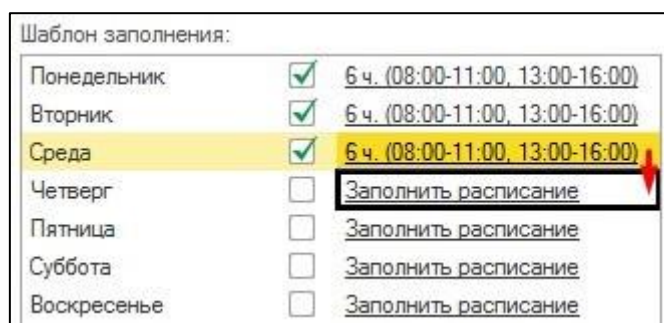 Шаблон заполнения:
Понедельник 6 ч. (08:00-11:00, 13:00-16:00)
Вторник 6 ч. (08:00-11:00, 13:00-16:00)
Среда 6 ч. (08:00-11:00, 13:00-16:00)
Четверг Заполнить расписание
Пятница Заполнить расписание
Суббота Заполнить расписание
Воскресенье Заполнить расписание